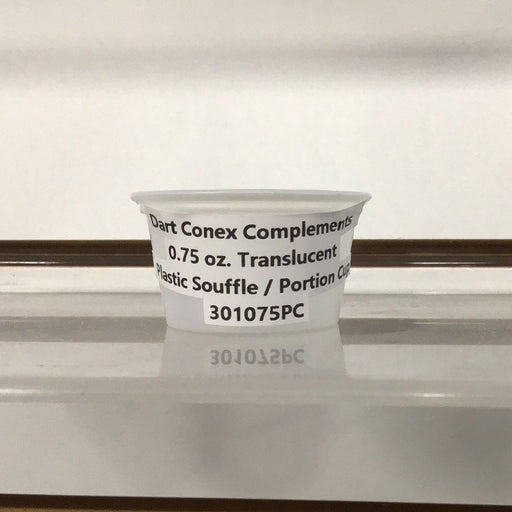 Dart Conex Complements
0.75 oz. Translucent
Plastic Souffle / Portion Cup
301075PC